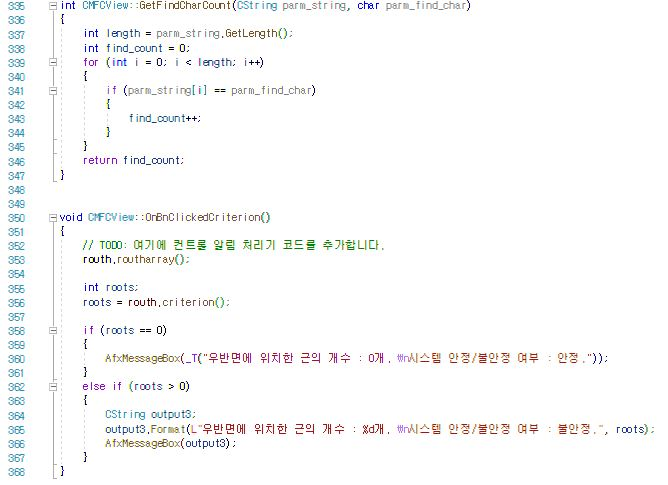 335 int CMFCView::GetFindCharCount(CString parm_string, char parm_find_char)
336 {
337 int length = parm_string.GetLength();
338 int find_count = 0;
339 for (int i = 0; i < length; i++)
340 {
341 if (parm_string[i] == parm_find_char)
342 {
343 find_count++;
344 }
345 }
346 return find_count;
347 }
348
349
350 void CMFCView::OnBnClickedCriterion()
351 {
352 // TODO: 여기에 컨트롤 알림 처리기 코드를 추가합니다.
353 routh.routharray();
354
355 int roots;
356 roots = routh.criterion();
357
358 if (roots == 0)
359 {
360 AfxMessageBox(_T("우반면에 위치한 근의 개수 : 0개. ₩n시스템 안정/불안정 여부 : 안정."));
361 }
362 else if (roots > 0)
363 {
364 CString output3;
365 output3.Format(L"우반면에 위치한 근의 개수 : %d개. ₩n시스템 안정/불안정 여부 : 불안정.", roots);
366 AfxMessageBox(output3);
367 }
368 }